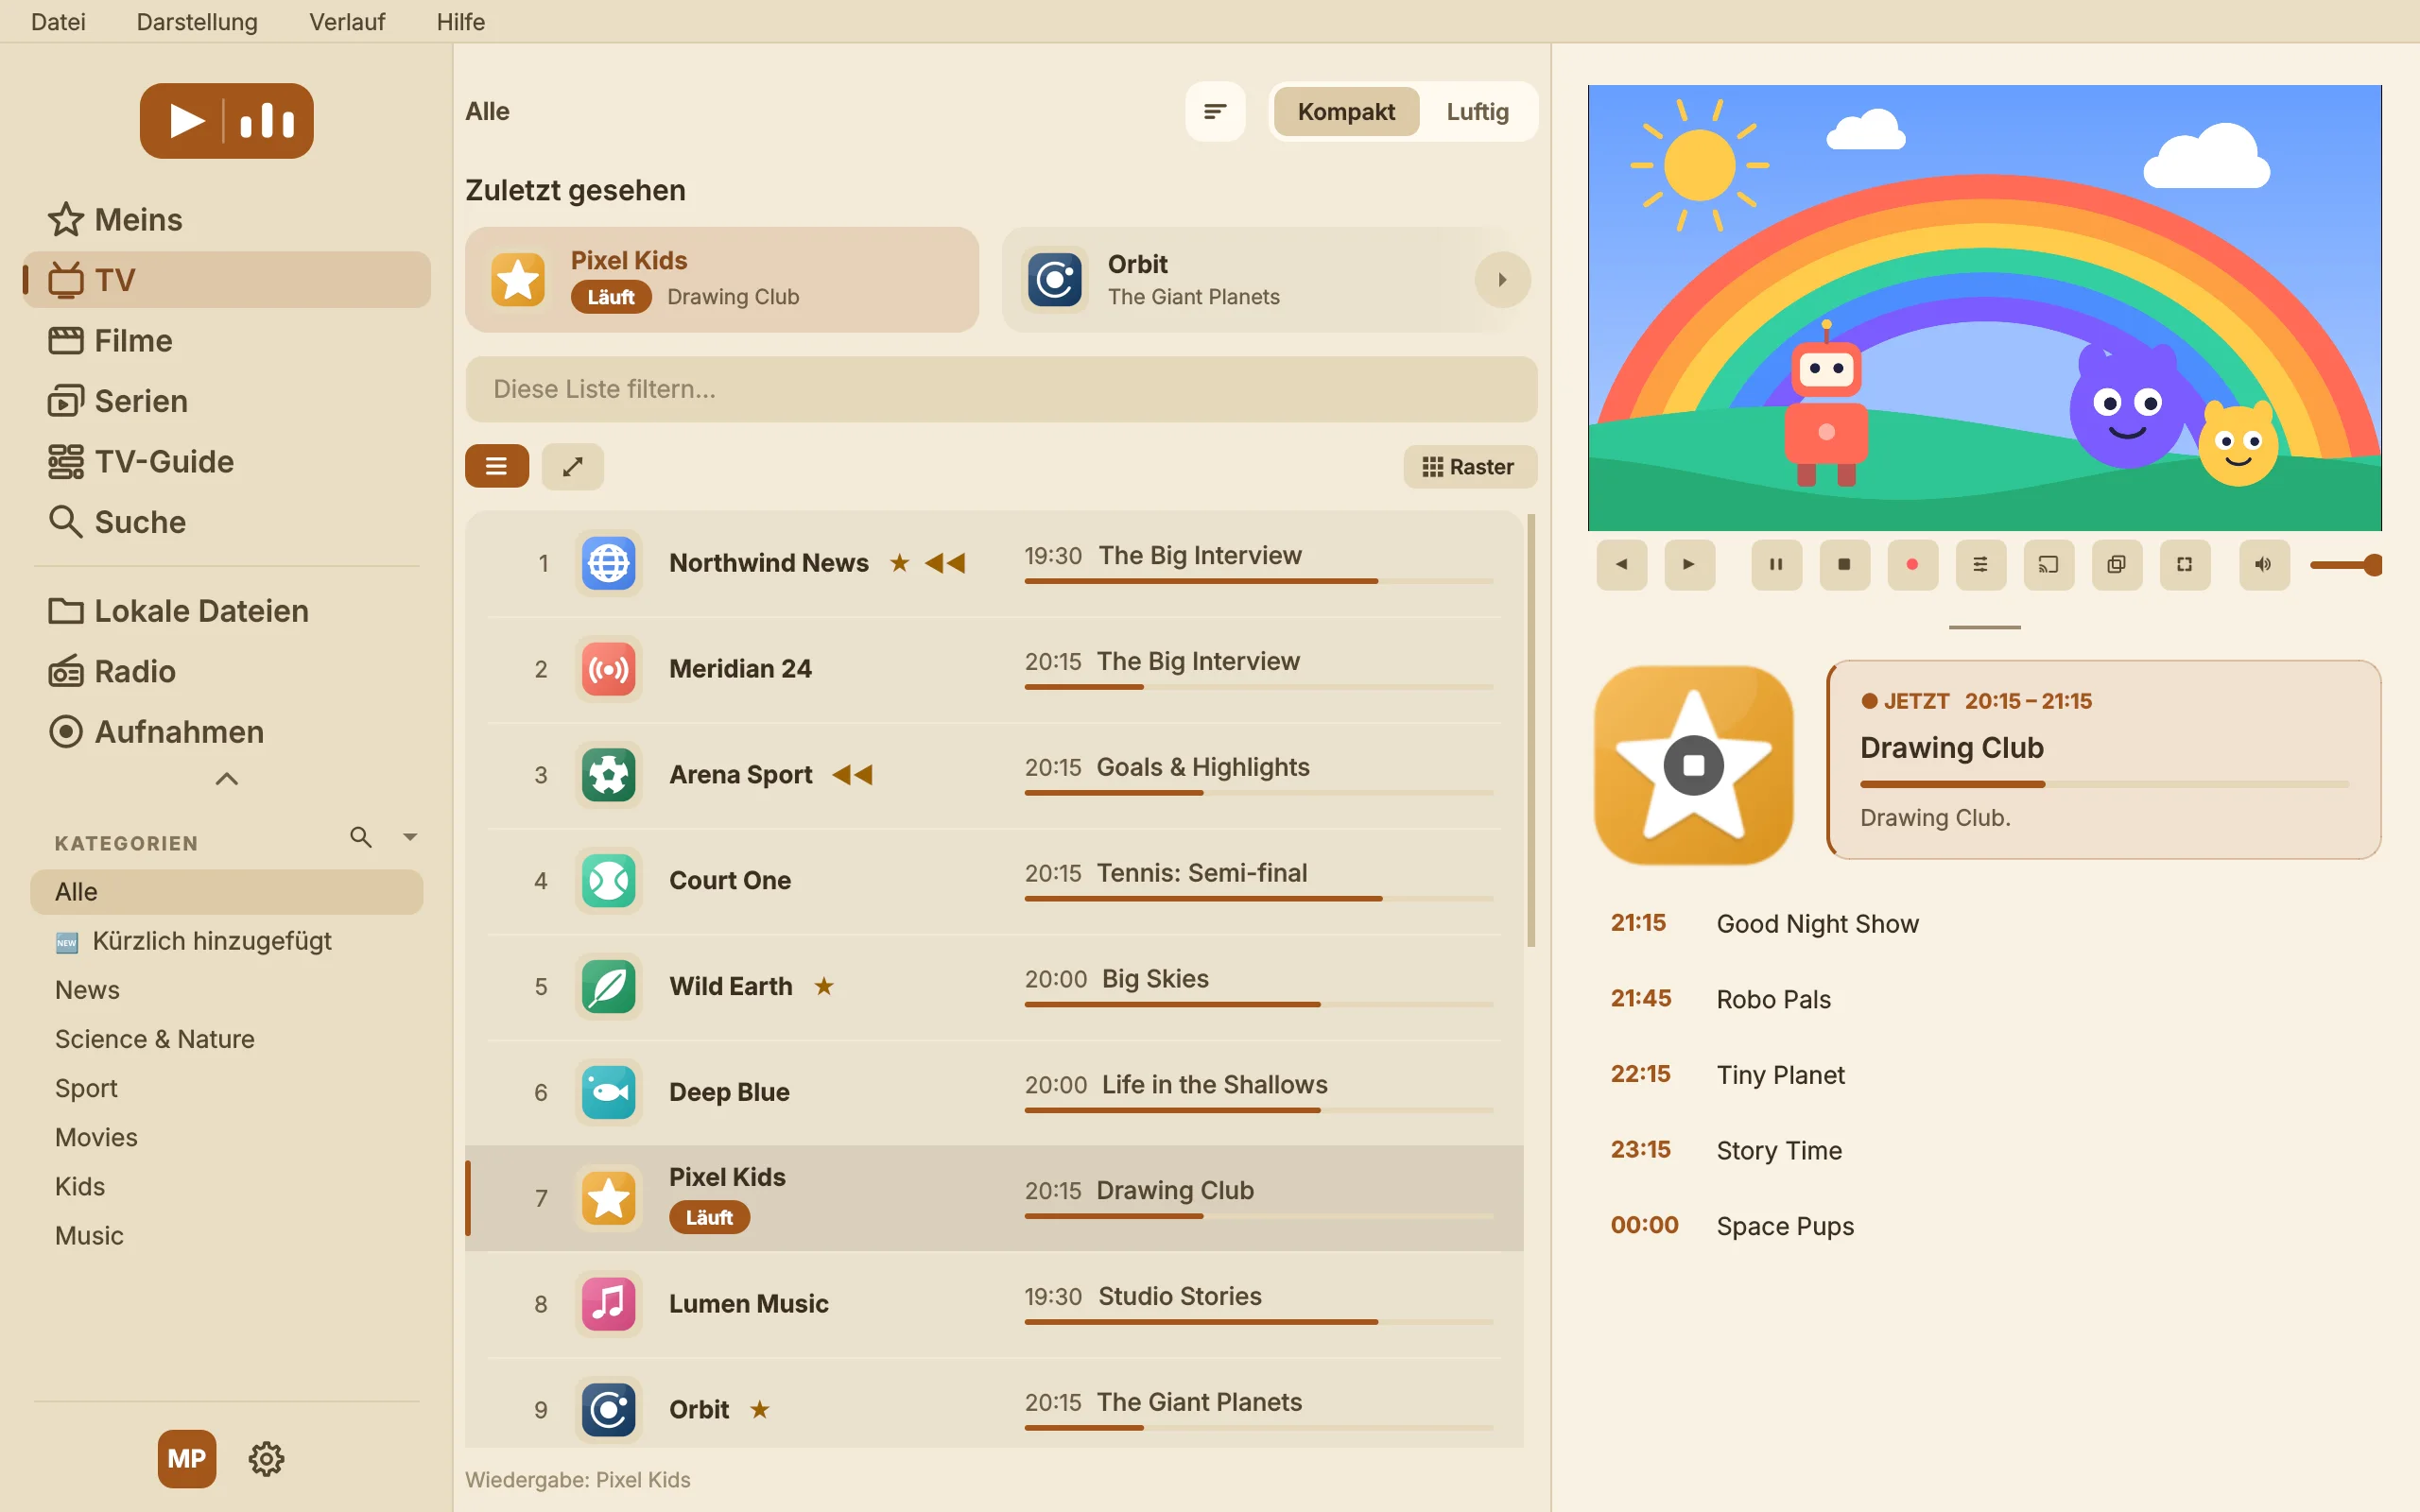 Datei Darstellung Verlauf Hilfe
Meins
TV
Filme
Serien
TV-Guide
Suche
Lokale Dateien
Radio
Aufnahmen
KATEGORIEN
Alle
NEW Kürzlich hinzugefügt
News
Science & Nature
Sport
Movies
Kids
Music
MP
Alle
Kompakt Luftig
Zuletzt gesehen
Pixel Kids
Läuft Drawing Club
Orbit
The Giant Planets
Diese Liste filtern...
Raster
1 Northwind News 19:30 The Big Interview
2 Meridian 24 20:15 The Big Interview
3 Arena Sport 20:15 Goals & Highlights
4 Court One 20:15 Tennis: Semi-final
5 Wild Earth 20:00 Big Skies
6 Deep Blue 20:00 Life in the Shallows
7 Pixel Kids Läuft 20:15 Drawing Club
8 Lumen Music 19:30 Studio Stories
9 Orbit 20:15 The Giant Planets
Wiedergabe: Pixel Kids
JETZT 20:15 – 21:15
Drawing Club
Drawing Club.
21:15 Good Night Show
21:45 Robo Pals
22:15 Tiny Planet
23:15 Story Time
00:00 Space Pups